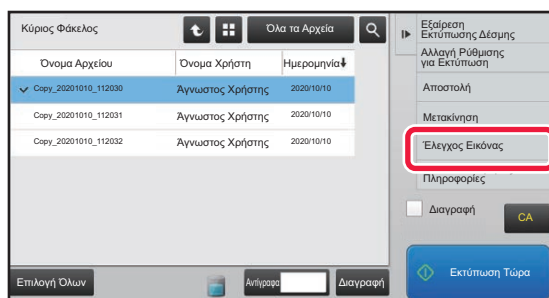 Κύριος Φάκελος
Όλα τα Αρχεία
Όνομα Αρχείου
Όνομα Χρήστη
Ημερομηνία
Copy_20201010_112030
Άγνωστος Χρήστης
2020/10/10
Copy_20201010_112031
Άγνωστος Χρήστης
2020/10/10
Copy_20201010_112032
Άγνωστος Χρήστης
2020/10/10
Επιλογή Όλων
Αντίγραφα
Διαγραφή
Εξαίρεση
Εκτύπωσης Δέσμης
Αλλαγή Ρύθμισης
για Εκτύπωση
Αποστολή
Μετακίνηση
Έλεγχος Εικόνας
Πληροφορίες
Διαγραφή
CA
Εκτύπωση Τώρα